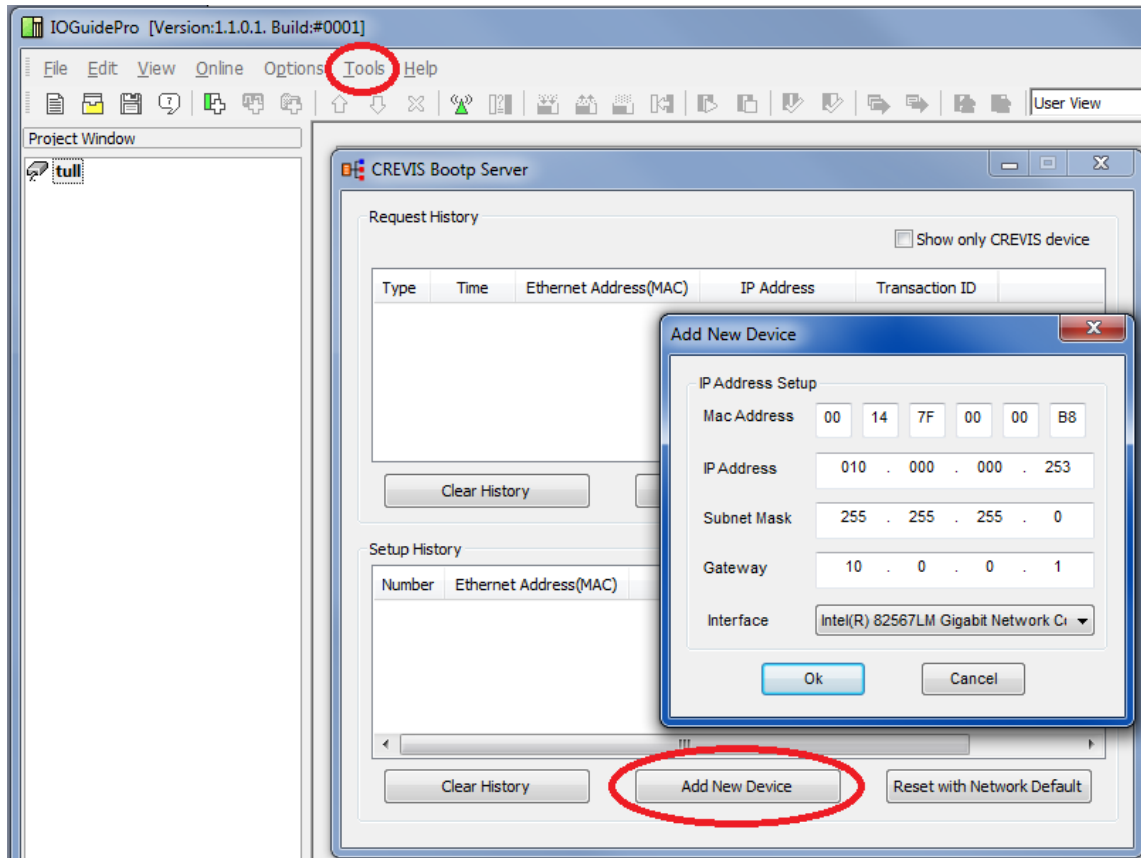 IOGuidePro [Version:1.1.0.1. Build:#0001]
File Edit View Online Options Tools Help
User View
Project Window
tull
CREVIS Bootp Server
Request History
Show only CREVIS device
Type Time Ethernet Address(MAC) IP Address Transaction ID
Clear History
Setup History
Number Ethernet Address(MAC)
Clear History Add New Device Reset with Network Default
Add New Device
IP Address Setup
Mac Address 00 14 7F 00 00 B8
IP Address 010 . 000 . 000 . 253
Subnet Mask 255 . 255 . 255 . 0
Gateway 10 . 0 . 0 . 1
Interface Intel(R) 82567LM Gigabit Network
Ok Cancel